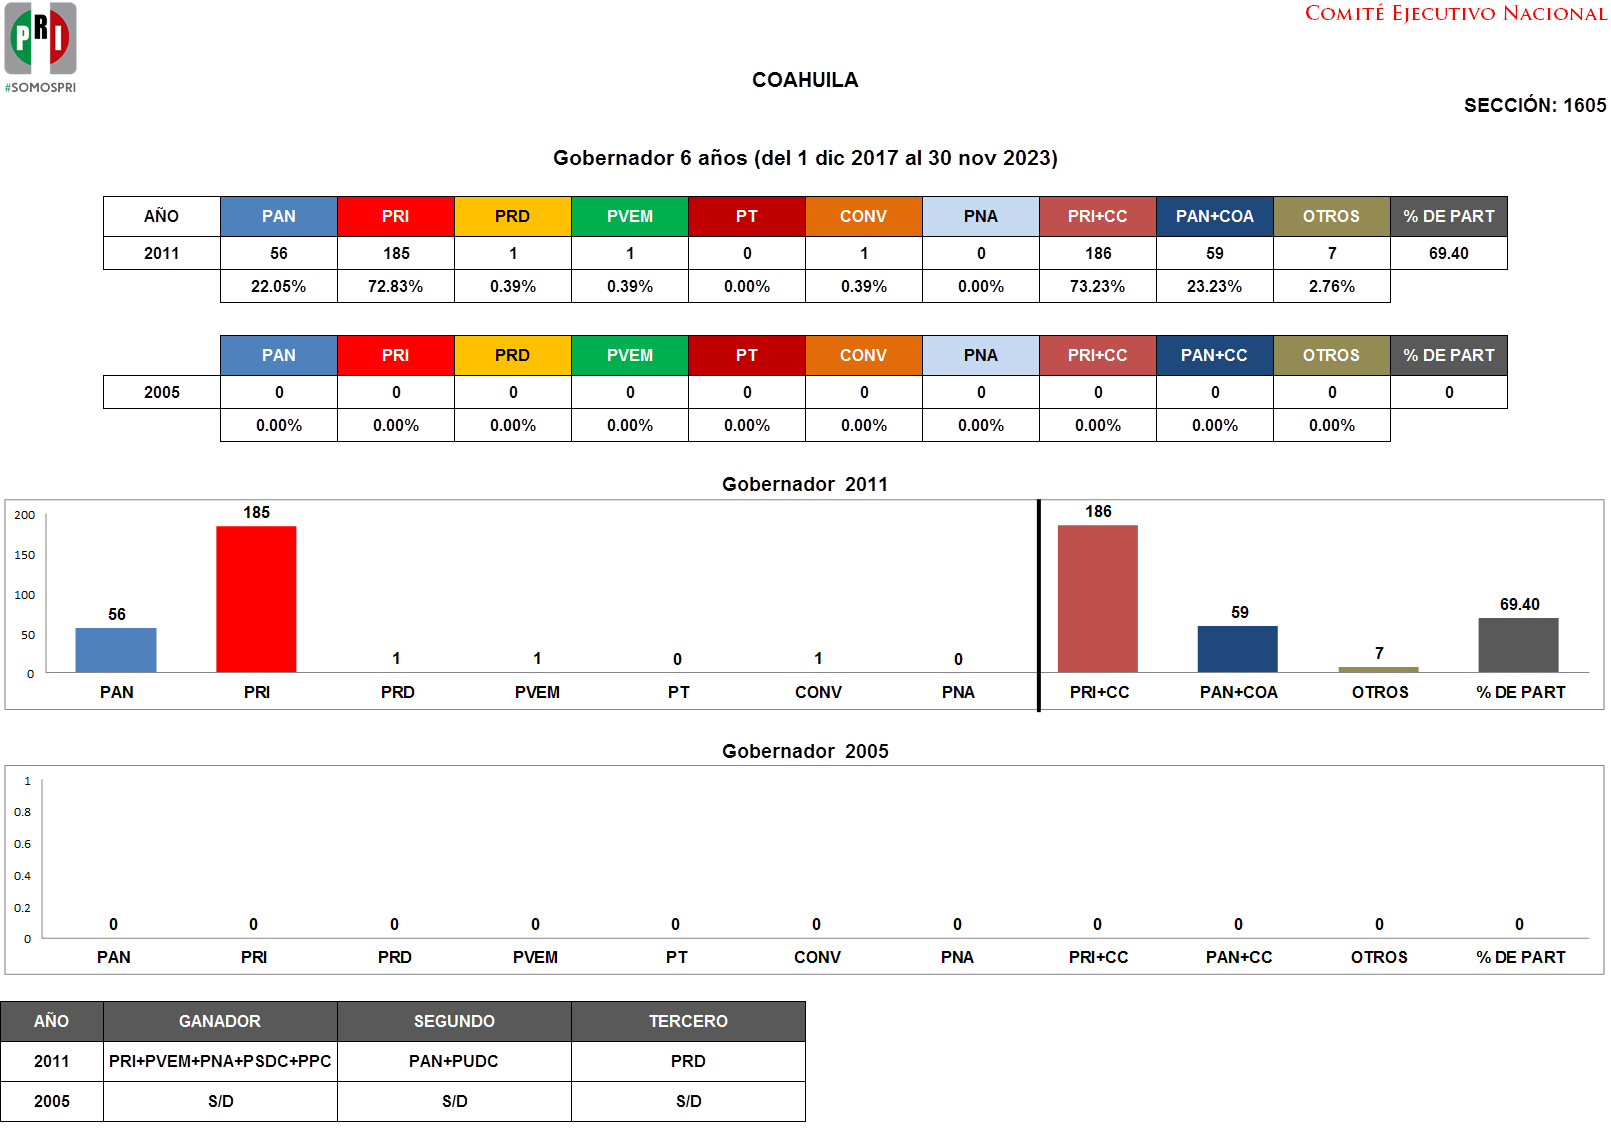 PRI
#SOMOSPRI
COMITÉ EJECUTIVO NACIONAL
COAHUILA
SECCIÓN: 1605
Gobernador 6 años (del 1 dic 2017 al 30 nov 2023)
AÑO PAN PRI PRD PVEM PT CONV PNA PRI+CC PAN+COA OTROS % DE PART
2011 56 185 1 1 0 1 0 186 59 7 69.40
22.05% 72.83% 0.39% 0.39% 0.00% 0.39% 0.00% 73.23% 23.23% 2.76%
PAN PRI PRD PVEM PT CONV PNA PRI+CC PAN+CC OTROS % DE PART
2005 0 0 0 0 0 0 0 0 0 0 0
0.00% 0.00% 0.00% 0.00% 0.00% 0.00% 0.00% 0.00% 0.00% 0.00%
Gobernador 2011
200
150
100
50
0
56 185 1 1 0 1 0 186 59 7 69.40
PAN PRI PRD PVEM PT CONV PNA PRI+CC PAN+COA OTROS % DE PART
Gobernador 2005
1
0.8
0.6
0.4
0.2
0
0 0 0 0 0 0 0 0 0 0 0
PAN PRI PRD PVEM PT CONV PNA PRI+CC PAN+CC OTROS % DE PART
AÑO GANADOR SEGUNDO TERCERO
2011 PRI+PVEM+PNA+PSDC+PPC PAN+PUDC PRD
2005 S/D S/D S/D